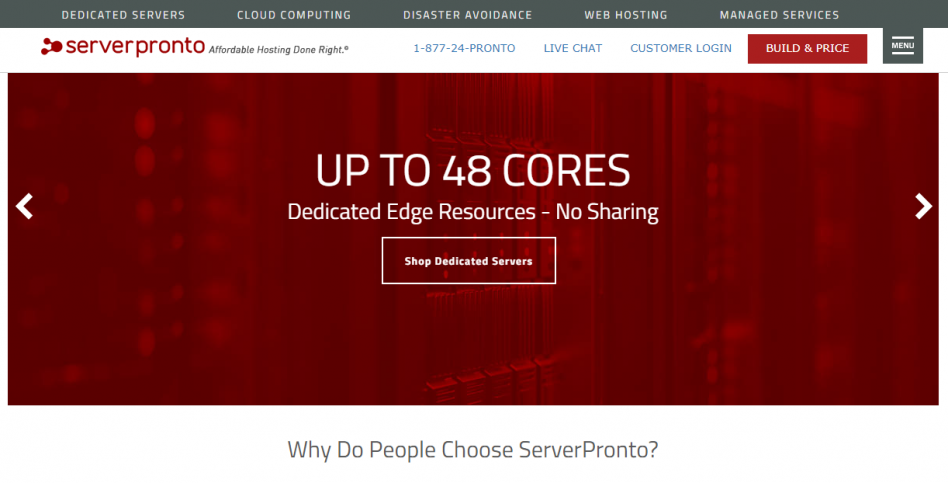 DEDICATED SERVERS CLOUD COMPUTING DISASTER AVOIDANCE WEB HOSTING MANAGED SERVICES
serverpronto Affordable Hosting Done Right.® 1-877-24-PRONTO LIVE CHAT CUSTOMER LOGIN BUILD & PRICE MENU
UP TO 48 CORES
Dedicated Edge Resources - No Sharing
Shop Dedicated Servers
Why Do People Choose ServerPronto?